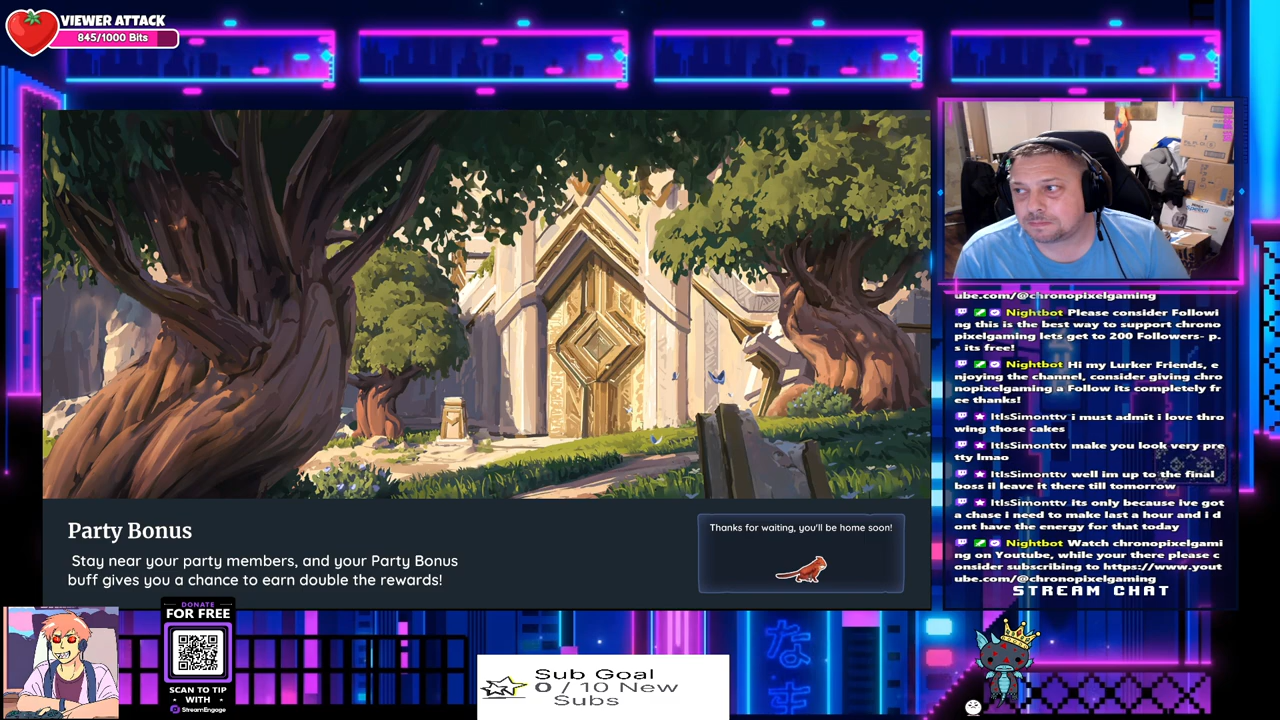 VIEWER ATTACK
845/1000 Bits
ube.com/@chronopixelgaming
Nightbot Please consider Followi
ng this is the best way to support chrono
pixelgaming lets get to 200 Followers- p.
s its free!
Nightbot Hi my Lurker Friends, e
njoying the channel, consider giving chro
nopixelgaming a Follow its completely fr
ee thanks!
ItIsSimonttv i must admit i love thro
wing those cakes
ItIsSimonttv make you look very pre
tty lmao
ItIsSimonttv well im up to the final
boss il leave it there till tomorrow
ItIsSimonttv its only because ive got
a chase i need to make last a hour and i d
ont have the energy for that today
Nightbot Watch chronopixelgami
ng on Youtube, while your there please c
onsider subscribing to https://www.yout
ube.com/@chronopixelgaming
STREAM CHAT
Party Bonus
Stay near your party members, and your Party Bonus
buff gives you a chance to earn double the rewards!
Thanks for waiting, you'll be home soon!
DONATE
FOR FREE
SCAN TO TIP
WITH
StreamEngage
Sub Goal
0 / 10 New
Subs
な